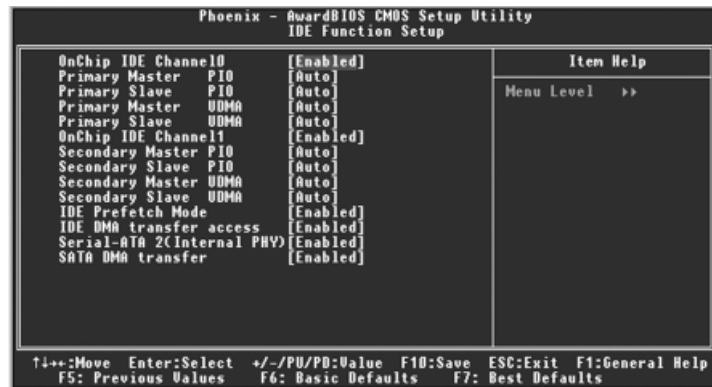 Phoenix - AwardBIOS CMOS Setup Utility
IDE Function Setup
OnChip IDE Channel0 [Enabled]
Primary Master PIO [Auto]
Primary Slave PIO [Auto]
Primary Master UDMA [Auto]
Primary Slave UDMA [Auto]
OnChip IDE Channel1 [Enabled]
Secondary Master PIO [Auto]
Secondary Slave PIO [Auto]
Secondary Master UDMA [Auto]
Secondary Slave UDMA [Auto]
IDE Prefetch Mode [Enabled]
IDE DMA transfer access [Enabled]
Serial-ATA 2(Internal PHY)[Enabled]
SATA DMA transfer [Enabled]
Item Help
Menu Level ▸▸
↑↓→←:Move Enter:Select +/-/PU/PD:Value F10:Save ESC:Exit F1:General Help
F5: Previous Values F6: Basic Defaults F7: Best Defaults